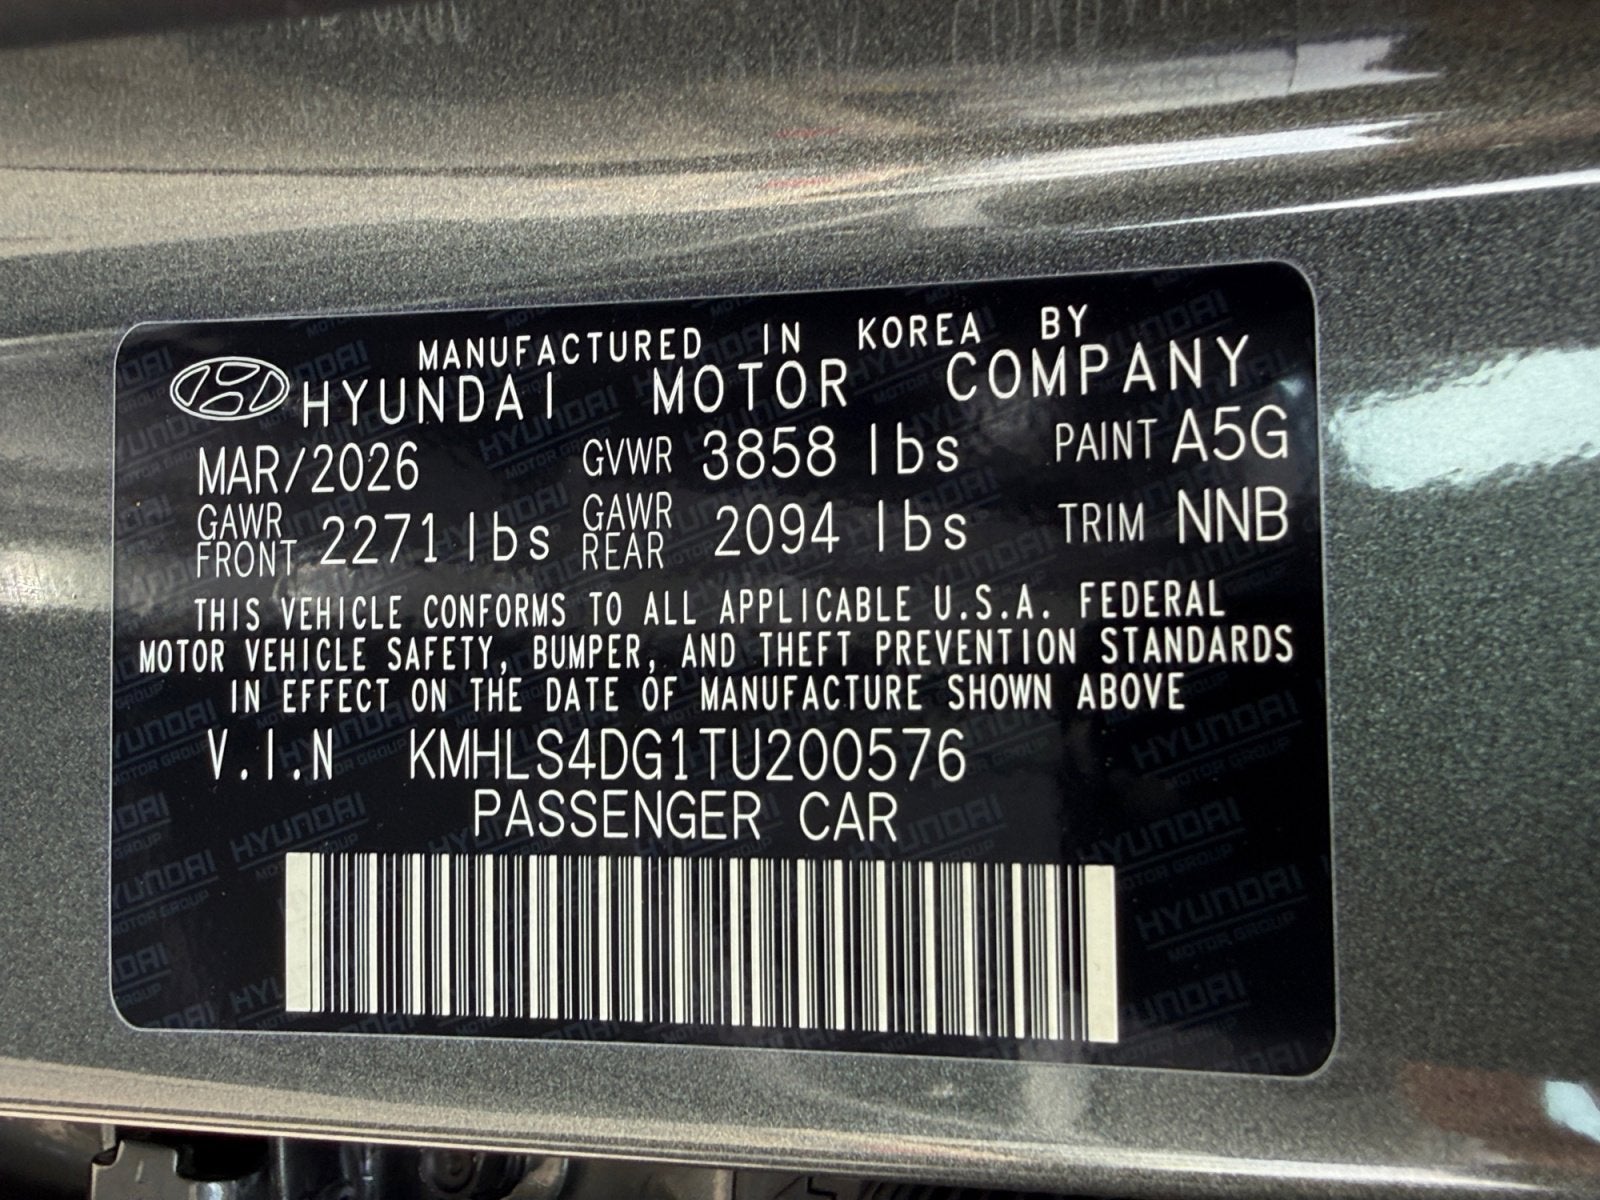 MANUFACTURED IN KOREA BY
HYUNDAI MOTOR COMPANY
MAR/2026 GVWR 3858 lbs PAINT A5G
GAWR FRONT 2271 lbs GAWR REAR 2094 lbs TRIM NNB
THIS VEHICLE CONFORMS TO ALL APPLICABLE U.S.A. FEDERAL
MOTOR VEHICLE SAFETY, BUMPER, AND THEFT PREVENTION STANDARDS
IN EFFECT ON THE DATE OF MANUFACTURE SHOWN ABOVE
V.I.N KMHLS4DG1TU200576
PASSENGER CAR